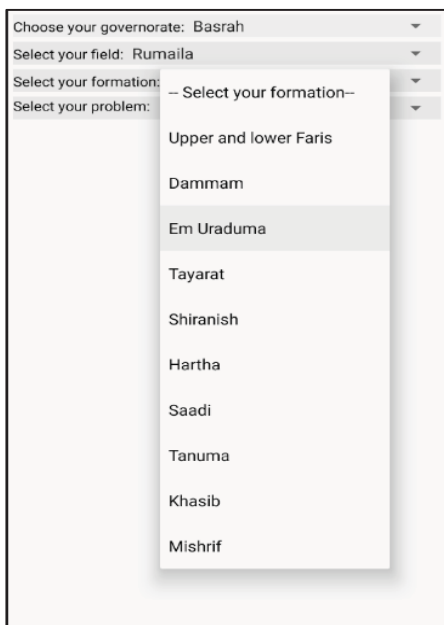 Choose your governorate: Basrah
Select your field: Rumaila
Select your formation:
Select your problem:
-- Select your formation--
Upper and lower Faris
Dammam
Em Uraduma
Tayarat
Shiranish
Hartha
Saadi
Tanuma
Khasib
Mishrif